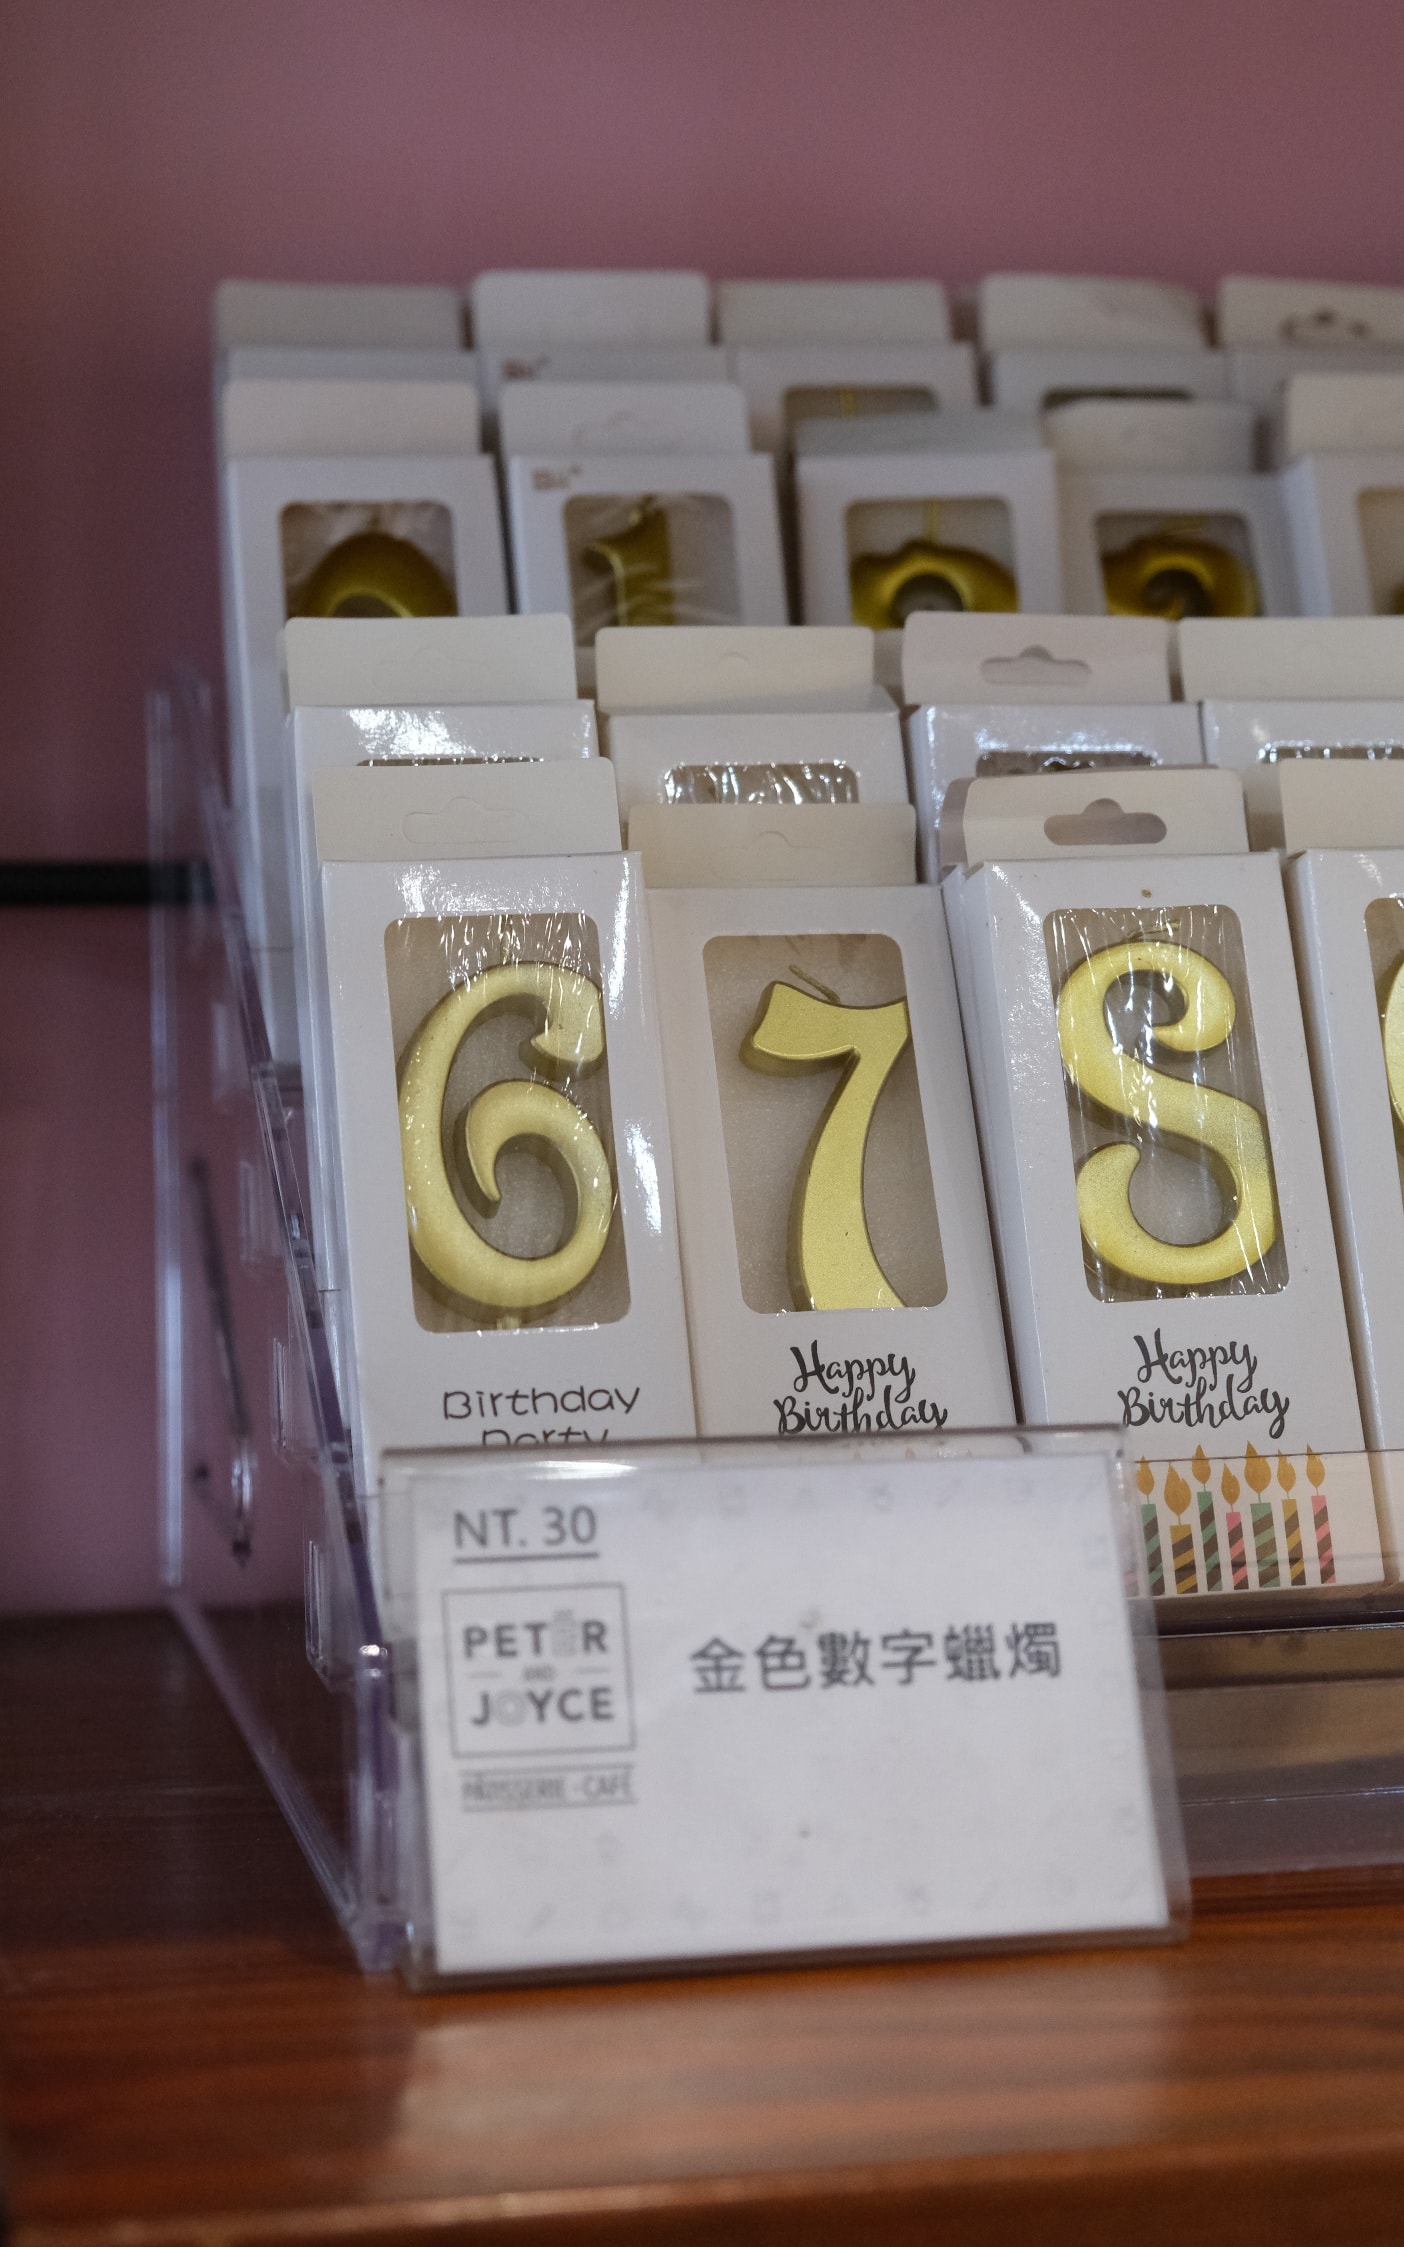 6
7
8
Birthday
Party
Happy
Birthday
Happy
Birthday
NT. 30
PETER
AND
JOYCE
PÂTISSERIE · CAFÉ
金色數字蠟燭